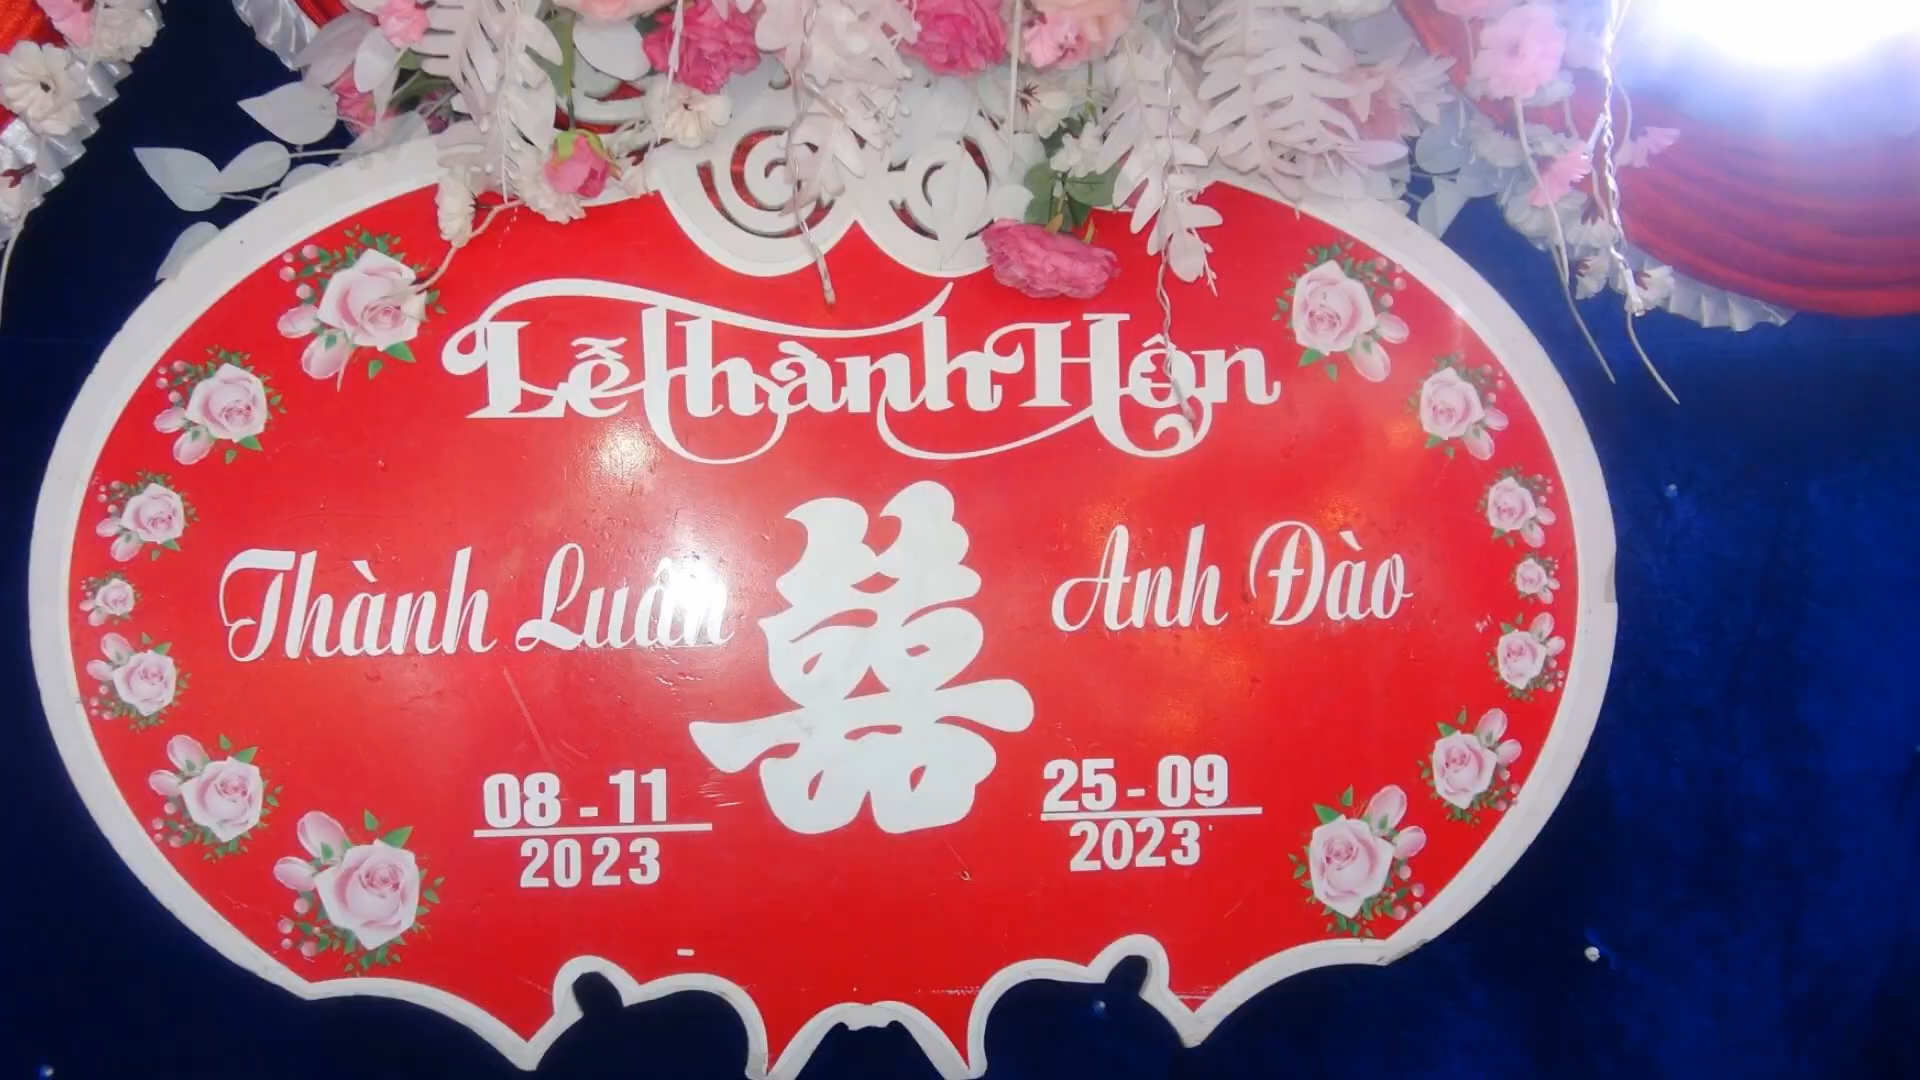 Lễ thành Hôn
Thành Luân
囍
Anh Đào
08 - 11
2023
25 - 09
2023